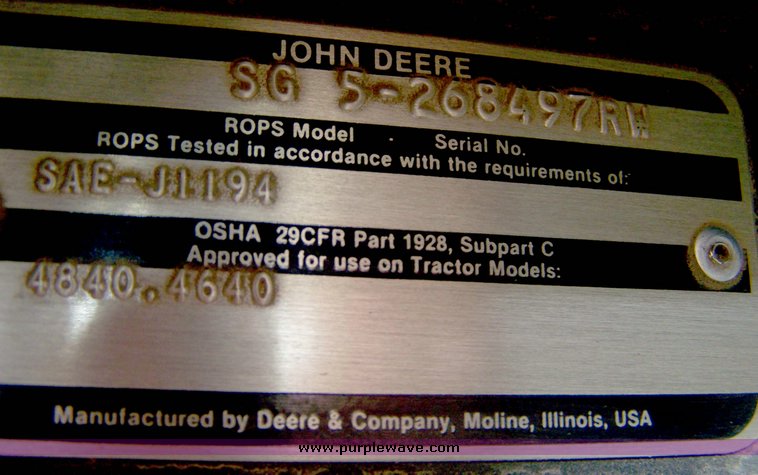 JOHN DEERE
SG 5-268497RW
ROPS Model . Serial No.
ROPS Tested in accordance with the requirements of:
SAE-J1194
OSHA 29CFR Part 1928, Subpart C
Approved for use on Tractor Models:
4840,4640
Manufactured by Deere & Company, Moline, Illinois, USA
www.purplewave.com